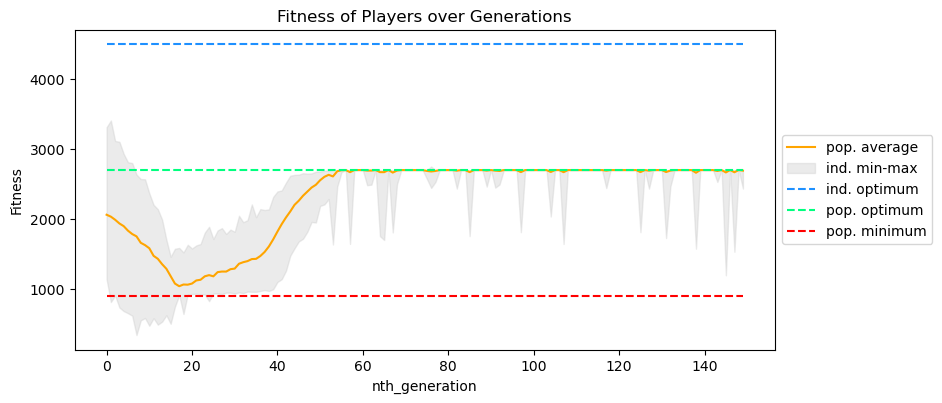 Fitness of Players over Generations
Fitness
4000
3000
2000
1000
0
20
40
60
80
100
120
140
nth_generation
pop. average
ind. min-max
ind. optimum
pop. optimum
pop. minimum